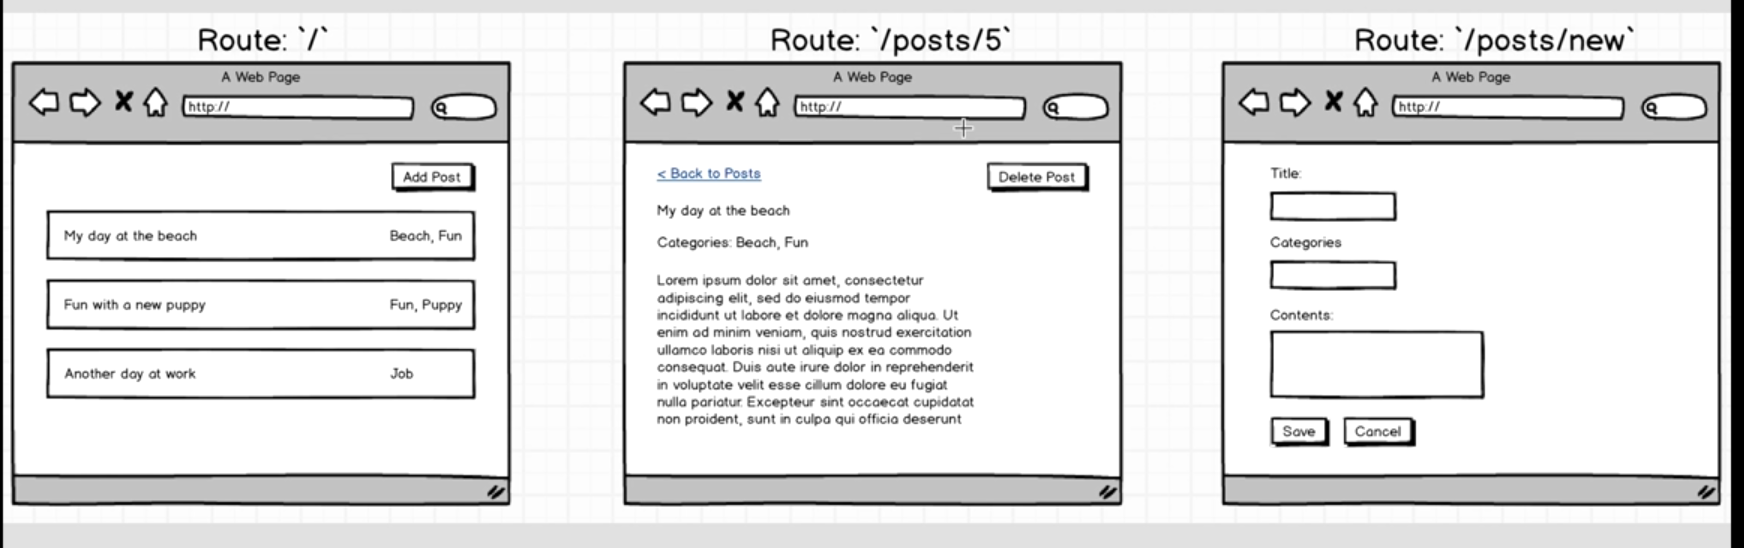 Route: `/`
A Web Page
http://
Add Post
My day at the beach Beach, Fun
Fun with a new puppy Fun, Puppy
Another day at work Job
Route: `/posts/5`
A Web Page
http://
< Back to Posts Delete Post
My day at the beach
Categories: Beach, Fun
Lorem ipsum dolor sit amet, consectetur
adipiscing elit, sed do eiusmod tempor
incididunt ut labore et dolore magna aliqua. Ut
enim ad minim veniam, quis nostrud exercitation
ullamco laboris nisi ut aliquip ex ea commodo
consequat. Duis aute irure dolor in reprehenderit
in voluptate velit esse cillum dolore eu fugiat
nulla pariatur. Excepteur sint occaecat cupidatat
non proident, sunt in culpa qui officia deserunt
Route: `/posts/new`
A Web Page
http://
Title:
Categories
Contents:
Save Cancel